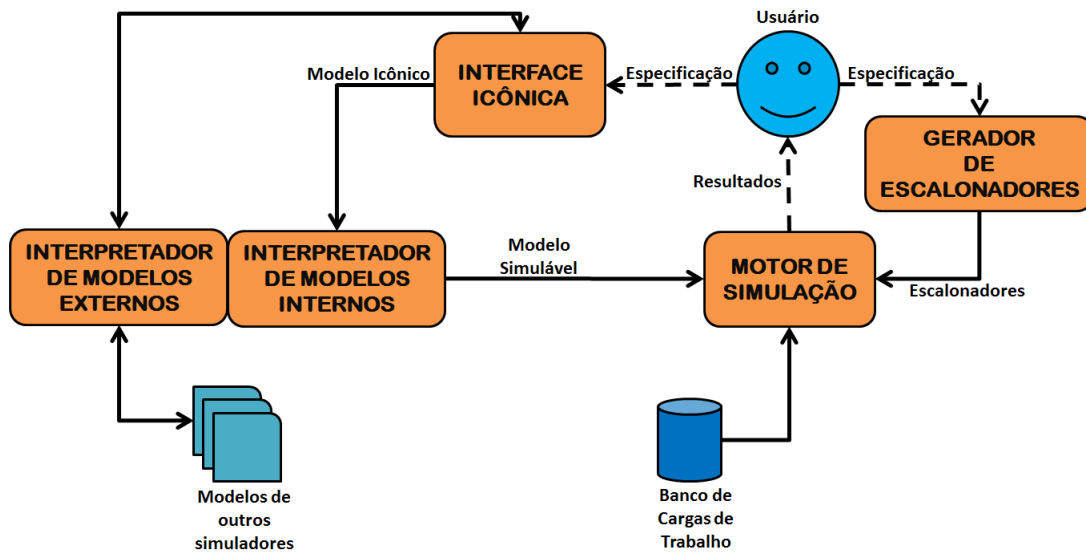 Usuário
Modelo Icônico
INTERFACE
ICÔNICA
Especificação
Especificação
GERADOR
DE
ESCALONADORES
Resultados
INTERPRETADOR
DE MODELOS
EXTERNOS
INTERPRETADOR
DE MODELOS
INTERNOS
Modelo
Simulável
MOTOR DE
SIMULAÇÃO
Escalonadores
Modelos de
outros
simuladores
Banco de
Cargas de
Trabalho